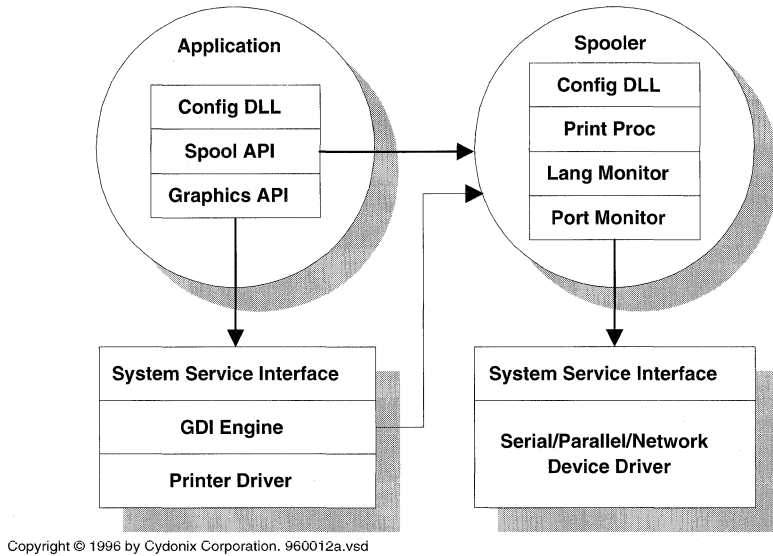 Application
Config DLL
Spool API
Graphics API
Spooler
Config DLL
Print Proc
Lang Monitor
Port Monitor
System Service Interface
GDI Engine
Printer Driver
System Service Interface
Serial/Parallel/Network
Device Driver
Copyright © 1996 by Cydonix Corporation. 960012a.vsd